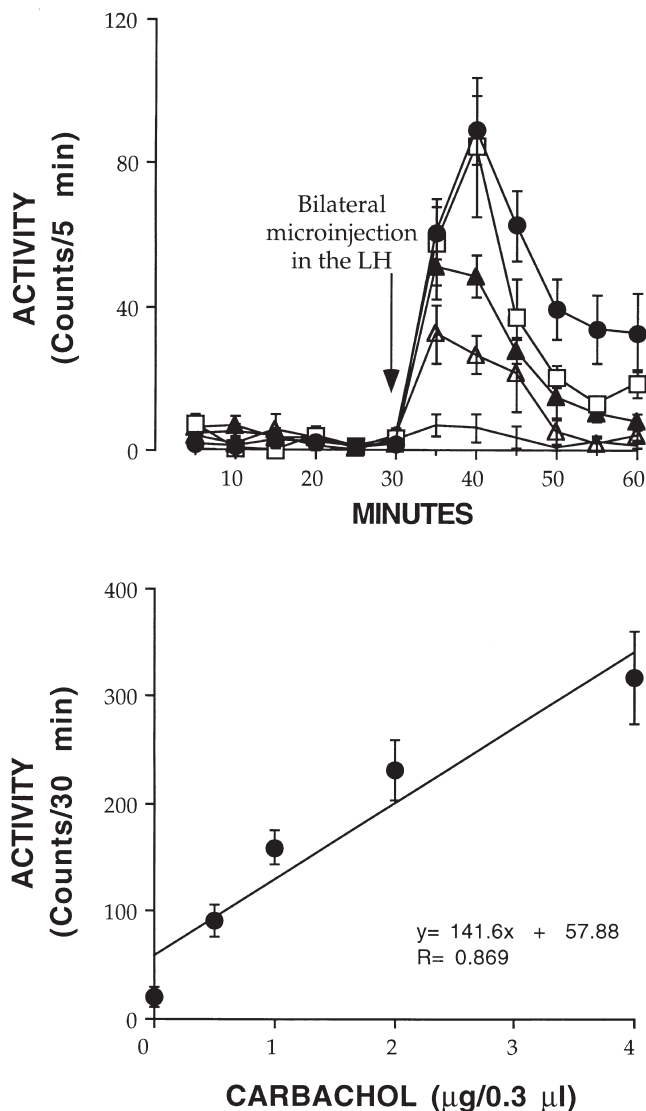 120
80
40
0
ACTIVITY
(Counts/5 min)
Bilateral
microinjection
in the LH
10 20 30 40 50 60
MINUTES
400
300
200
100
0
ACTIVITY
(Counts/30 min)
y= 141.6x + 57.88
R= 0.869
0 1 2 3 4
CARBACHOL (µg/0.3 µl)